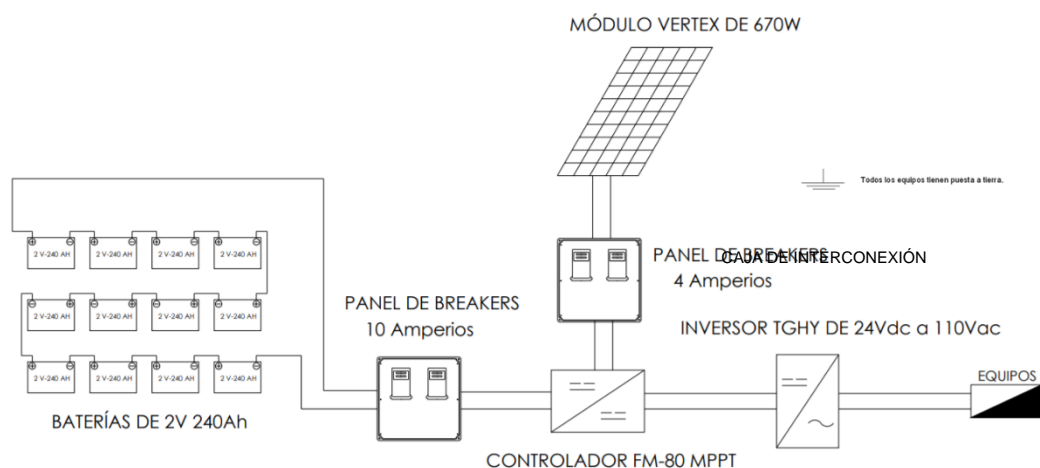 MÓDULO VERTEX DE 670W
Todos los equipos tienen puesta a tierra.
PANEL DE BREAKERS
4 Amperios
CAJA DE INTERCONEXIÓN
2 V-240 AH
2 V-240 AH
2 V-240 AH
2 V-240 AH
2 V-240 AH
2 V-240 AH
2 V-240 AH
2 V-240 AH
2 V-240 AH
2 V-240 AH
2 V-240 AH
2 V-240 AH
BATERÍAS DE 2V 240Ah
PANEL DE BREAKERS
10 Amperios
INVERSOR TGHY DE 24Vdc a 110Vac
EQUIPOS
CONTROLADOR FM-80 MPPT